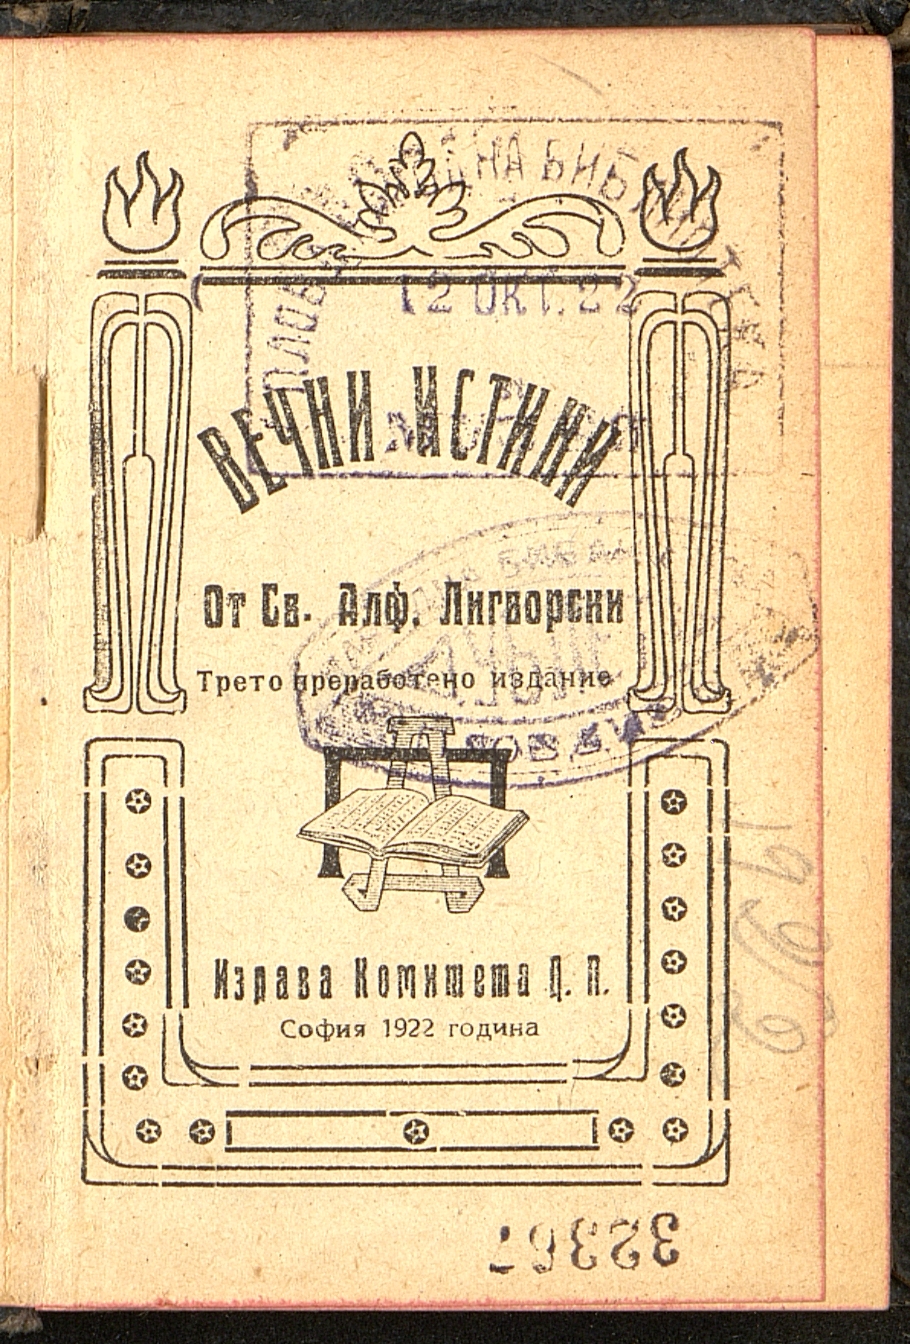 12 ОКТ. 22
ВЕЧНИ ИСТИНИ
От Св. Алф. Лигворски
Трето преработено издание
Издава Комитета Д. П.
София 1922 година
32367